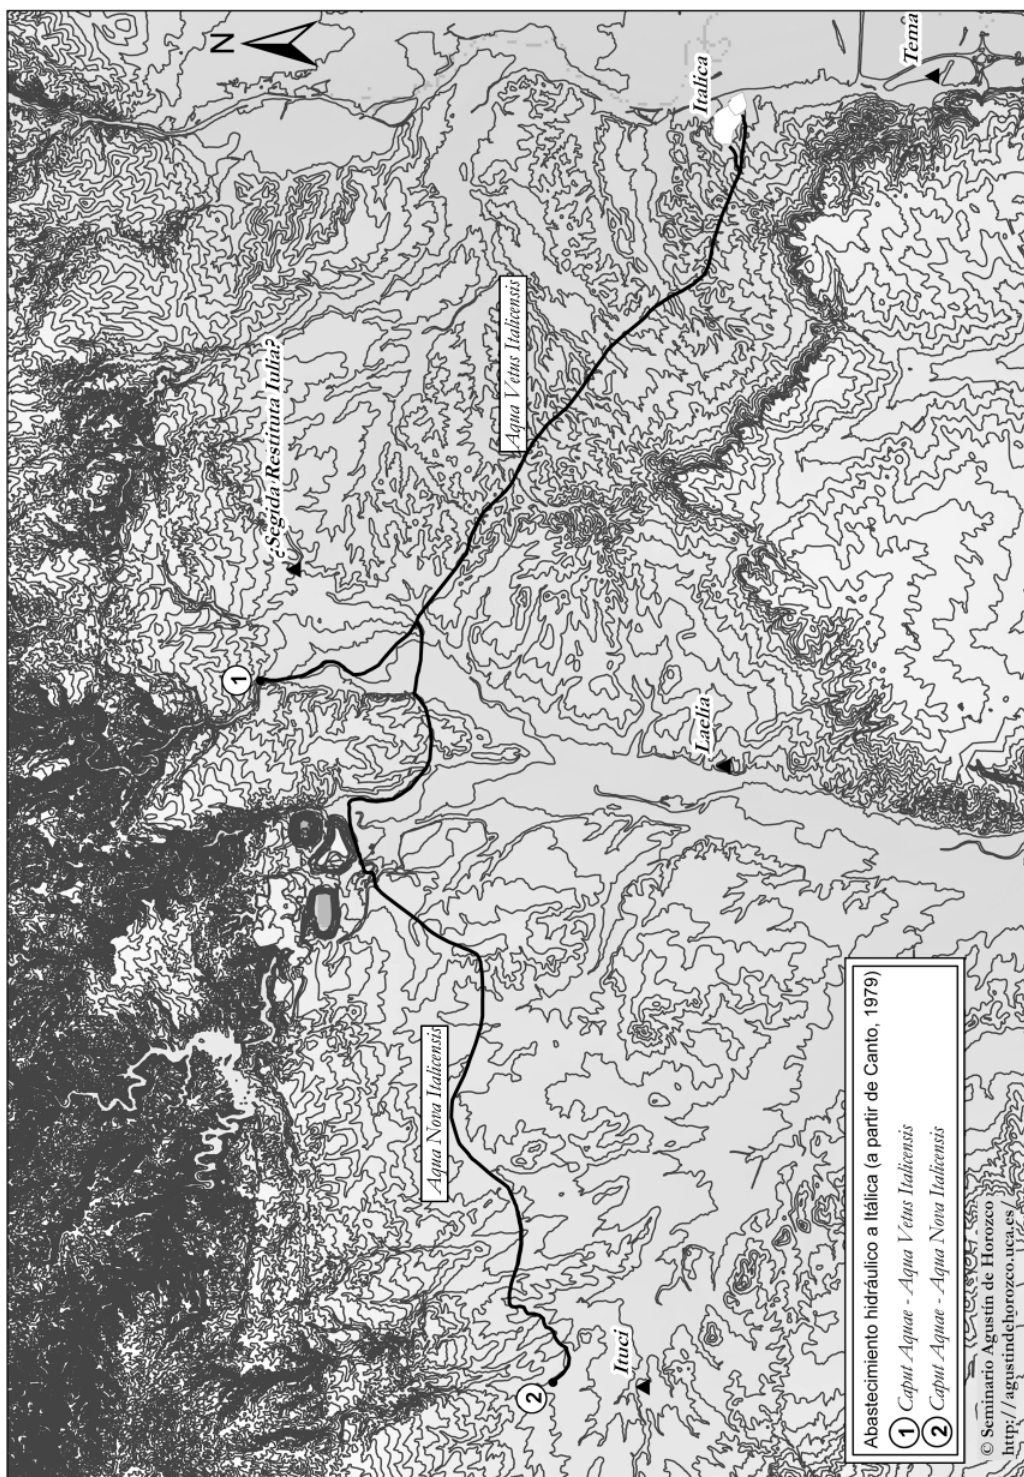 N
Itálica
Tema
Aqua Vetus Italicensis
¿Segida Restituta Iulia?
1
Laelia
Aqua Nova Italicensis
2
Ituci
Abastecimiento hidráulico a Itálica (a partir de Canto, 1979)
1 Caput Aquae - Aqua Vetus Italicensis
2 Caput Aquae - Aqua Nova Italicensis
© Seminario Agustín de Horozco
http://agustindehorozco.uca.es/